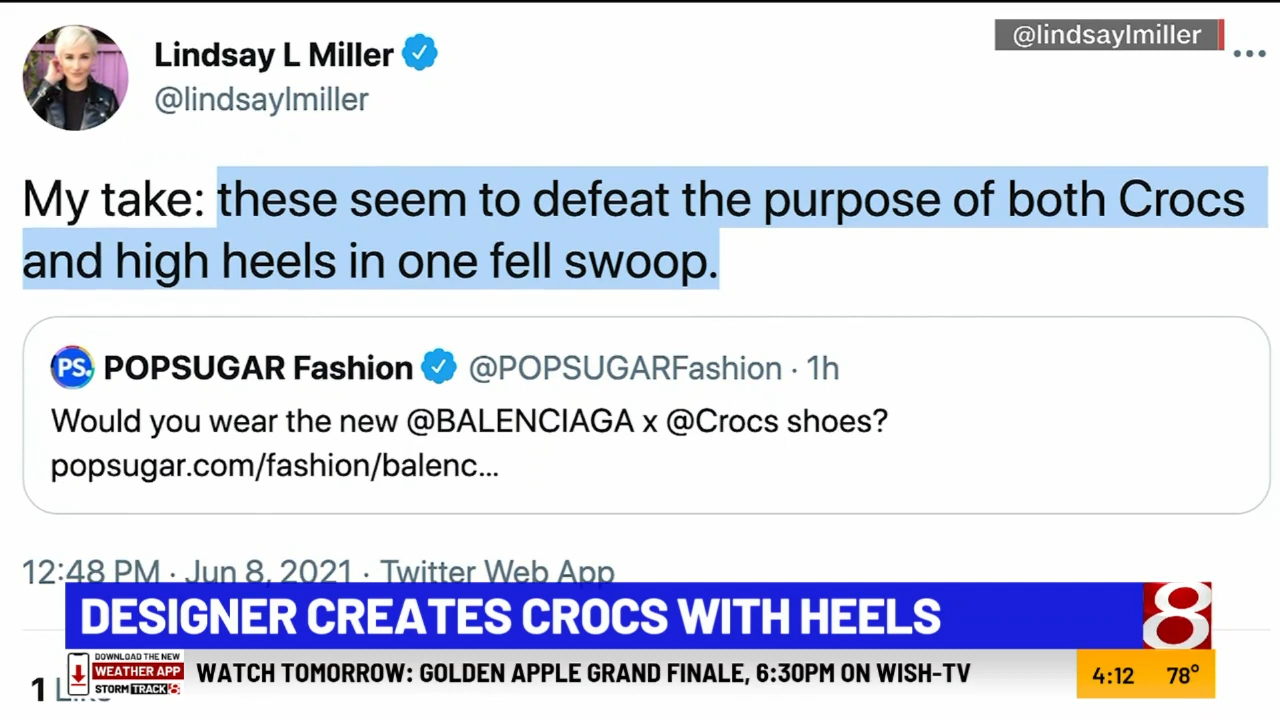 @lindsaylmiller
Lindsay L Miller
@lindsaylmiller
My take: these seem to defeat the purpose of both Crocs
and high heels in one fell swoop.
PS. POPSUGAR Fashion @POPSUGARFashion · 1h
Would you wear the new @BALENCIAGA x @Crocs shoes?
popsugar.com/fashion/balenc...
12:48 PM · Jun 8, 2021 · Twitter Web App
DESIGNER CREATES CROCS WITH HEELS
8
DOWNLOAD THE NEW
WEATHER APP
STORM TRACK 8
WATCH TOMORROW: GOLDEN APPLE GRAND FINALE, 6:30PM ON WISH-TV
4:12 78°
1